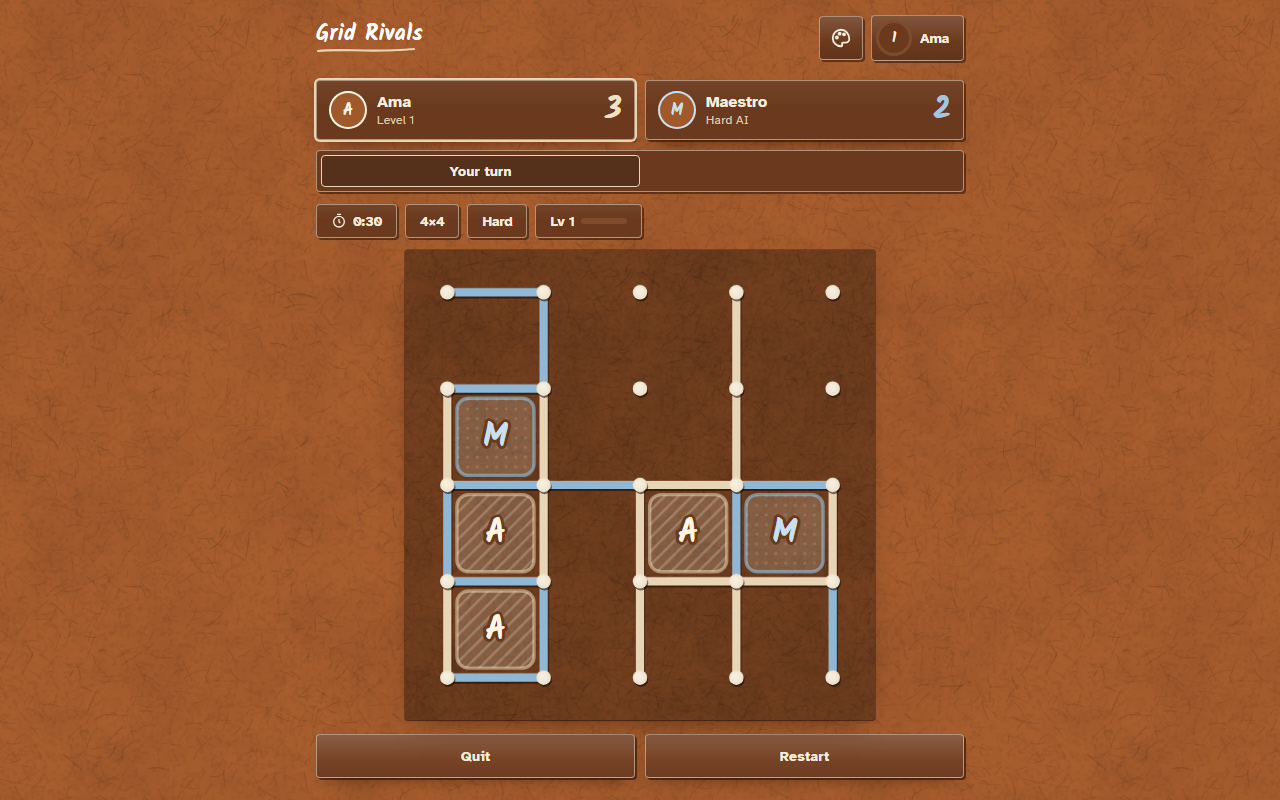 Grid Rivals
I
Ama
A
Ama
Level 1
3
M
Maestro
Hard AI
2
Your turn
0:30
4×4
Hard
Lv 1
M
A
A
M
A
Quit
Restart